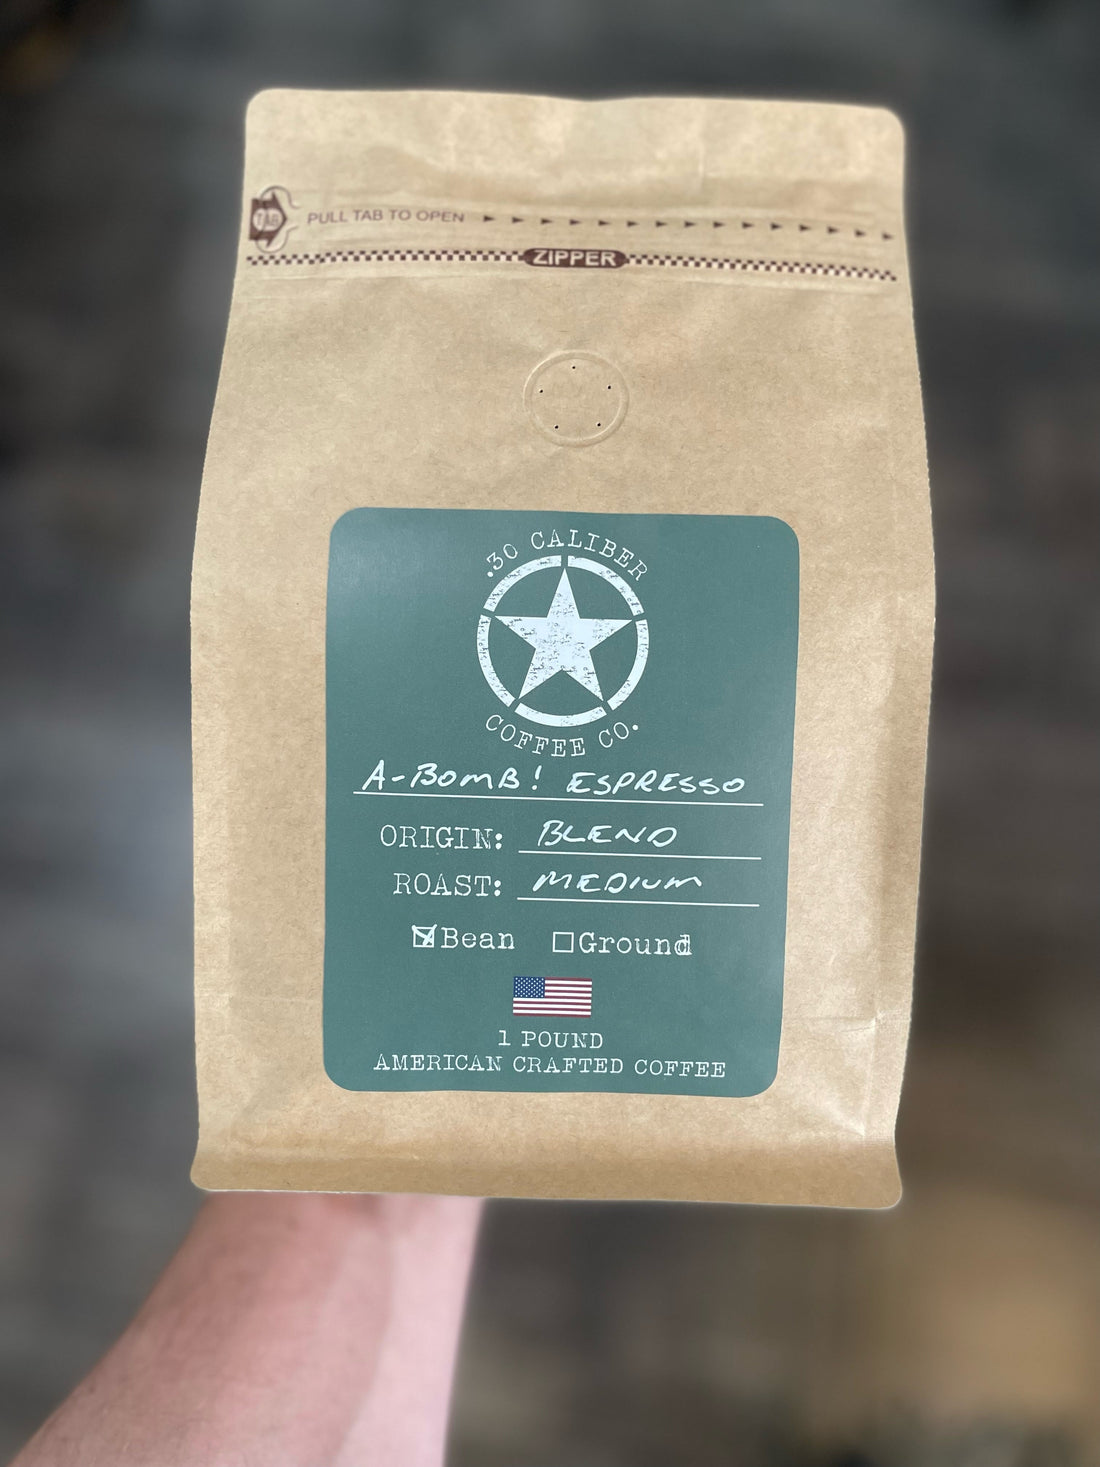 TAB
PULL TAB TO OPEN
ZIPPER
.30 CALIBER
COFFEE CO.
A-BOMB! ESPRESSO
ORIGIN: BLEND
ROAST: MEDIUM
Bean Ground
1 POUND
AMERICAN CRAFTED COFFEE